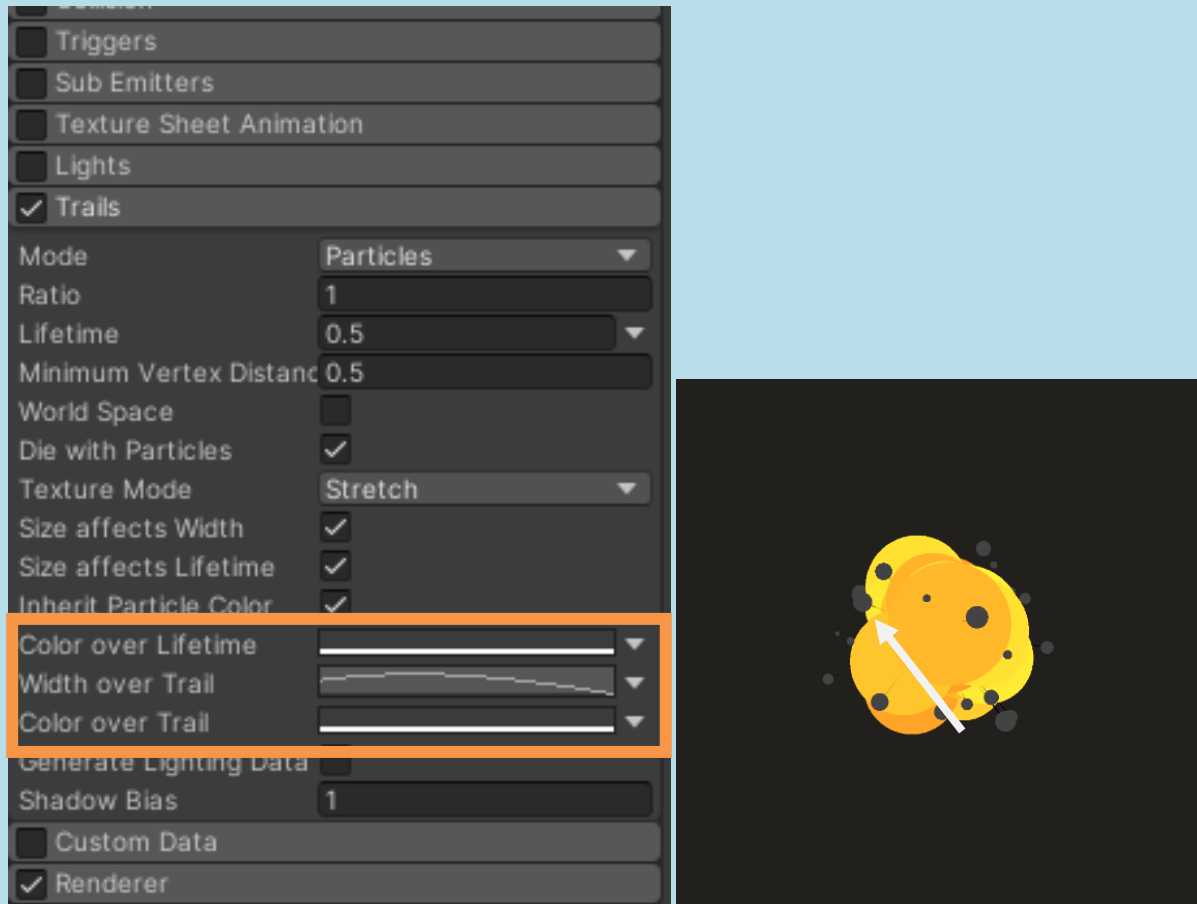 Triggers
Sub Emitters
Texture Sheet Animation
Lights
Trails
Mode Particles
Ratio 1
Lifetime 0.5
Minimum Vertex Distanc 0.5
World Space
Die with Particles
Texture Mode Stretch
Size affects Width
Size affects Lifetime
Inherit Particle Color
Color over Lifetime
Width over Trail
Color over Trail
Generate Lighting Data
Shadow Bias 1
Custom Data
Renderer